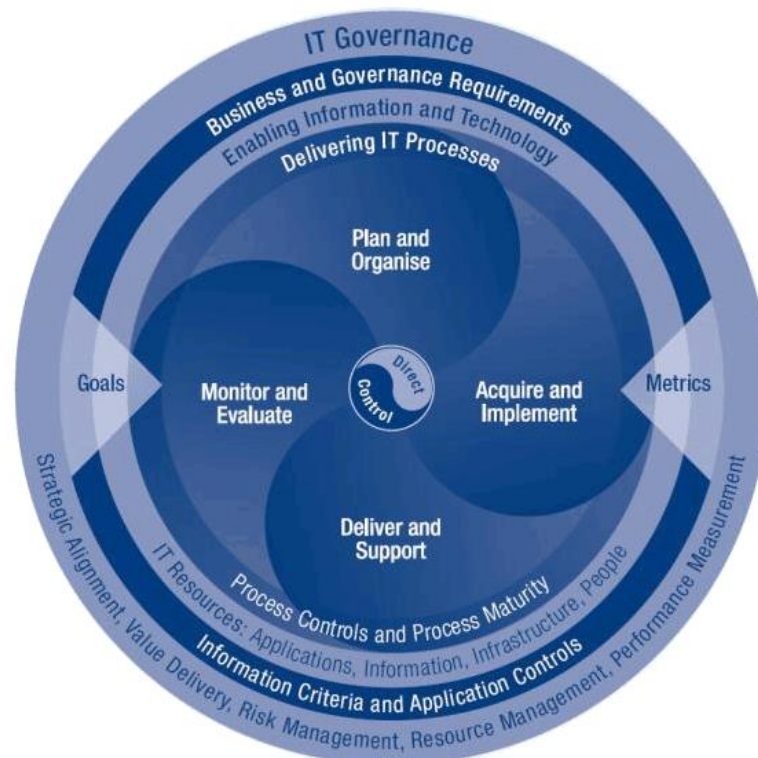 IT Governance
Business and Governance Requirements
Enabling Information and Technology
Delivering IT Processes
Plan and
Organise
Goals
Monitor and
Evaluate
Direct
Control
Acquire and
Implement
Metrics
Deliver and
Support
Process Controls and Process Maturity
IT Resources: Applications, Information, Infrastructure, People
Information Criteria and Application Controls
Strategic Alignment, Value Delivery, Risk Management, Resource Management, Performance Measurement